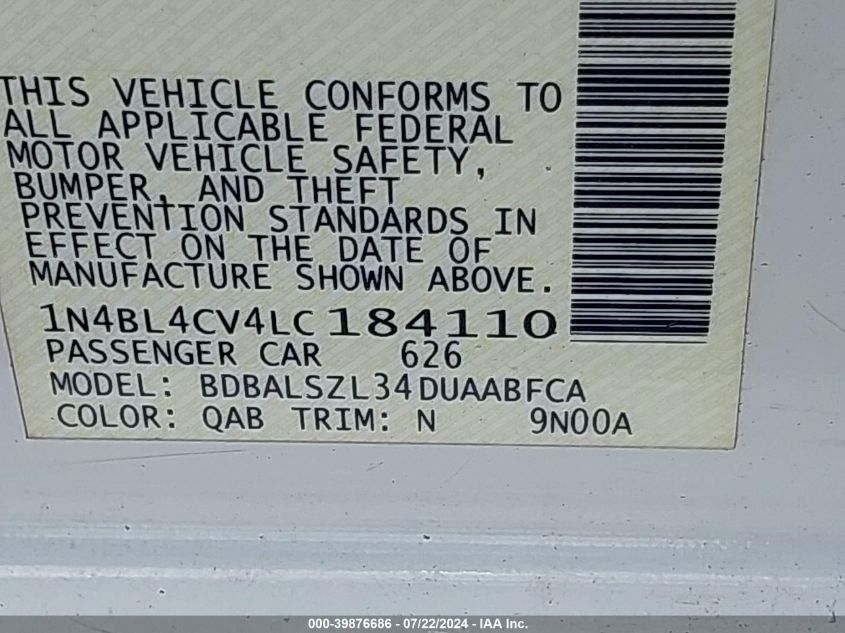 THIS VEHICLE CONFORMS TO
ALL APPLICABLE FEDERAL
MOTOR VEHICLE SAFETY,
BUMPER, AND THEFT
PREVENTION STANDARDS IN
EFFECT ON THE DATE OF
MANUFACTURE SHOWN ABOVE.
1N4BL4CV4LC184110
PASSENGER CAR 626
MODEL: BDBALSZL34DUAABFCA
COLOR: QAB TRIM: N 9N00A
000-39876686 - 07/22/2024 - IAA Inc.